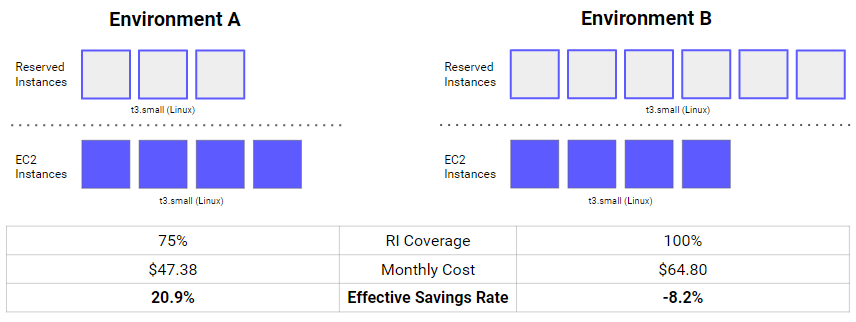 Environment A
Environment B
Reserved
Instances
t3.small (Linux)
Reserved
Instances
t3.small (Linux)
EC2
Instances
t3.small (Linux)
EC2
Instances
t3.small (Linux)
75% RI Coverage 100%
$47.38 Monthly Cost $64.80
20.9% Effective Savings Rate -8.2%